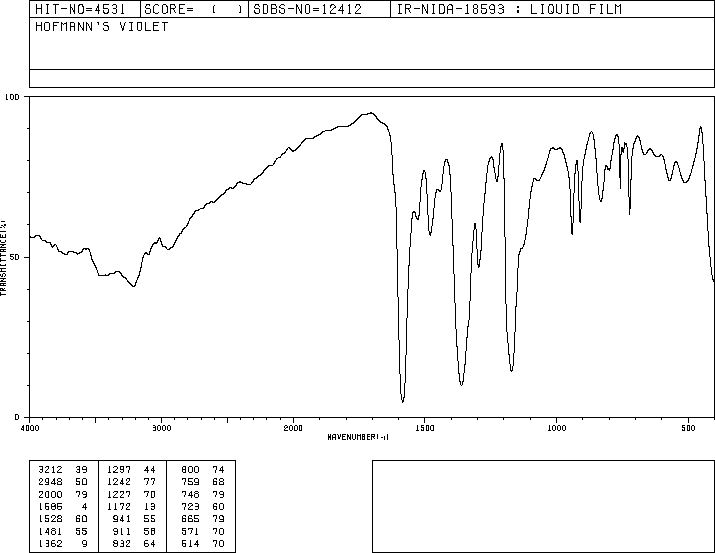 HIT-NO=4531 SCORE= ( ) SDBS-NO=12412 IR-NIDA-18593 : LIQUID FILM
HOFMANN'S VIOLET
100
50
0
TRANSMITTANCE(%)
4000 3000 2000 1500 1000 500
WAVENUMBER(-1)
3212 39 1297 44 800 74
2948 50 1242 77 759 68
2000 79 1227 70 748 79
1585 4 1172 13 723 60
1528 60 941 55 665 79
1481 55 911 58 571 70
1362 9 832 64 514 70